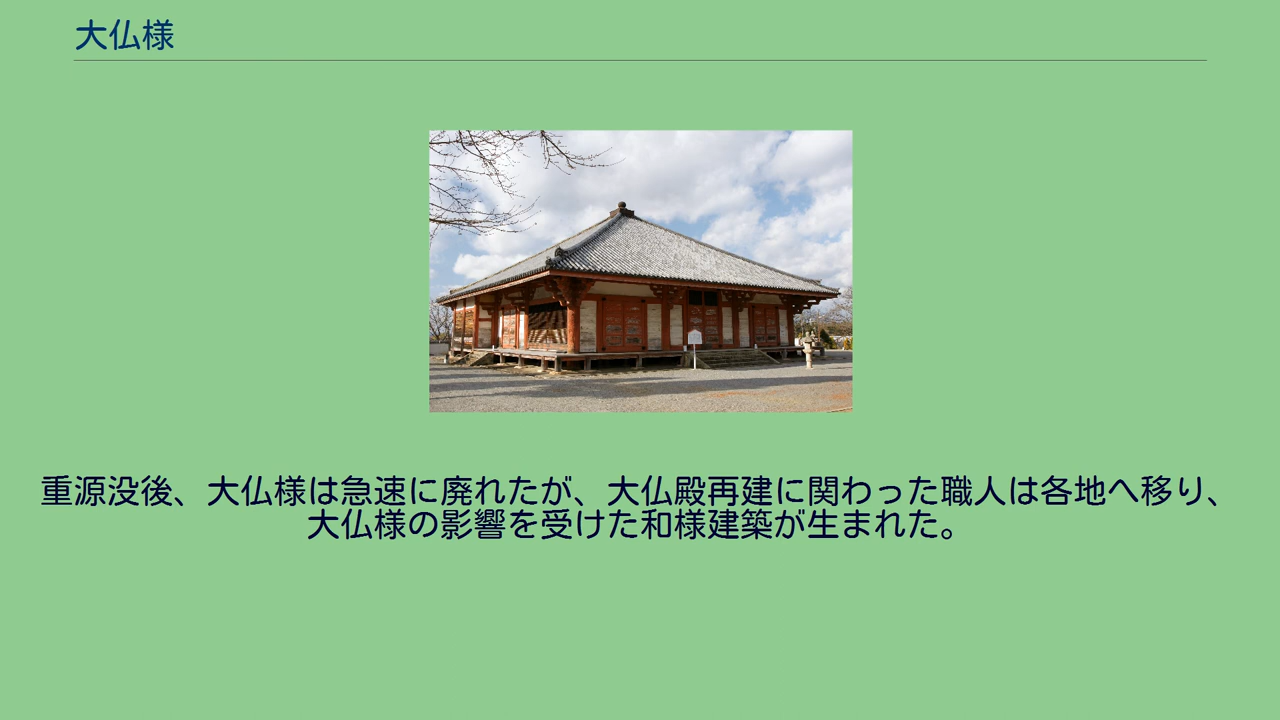 大仏様
重源没後、大仏様は急速に廃れたが、大仏殿再建に関わった職人は各地へ移り、
大仏様の影響を受けた和様建築が生まれた。